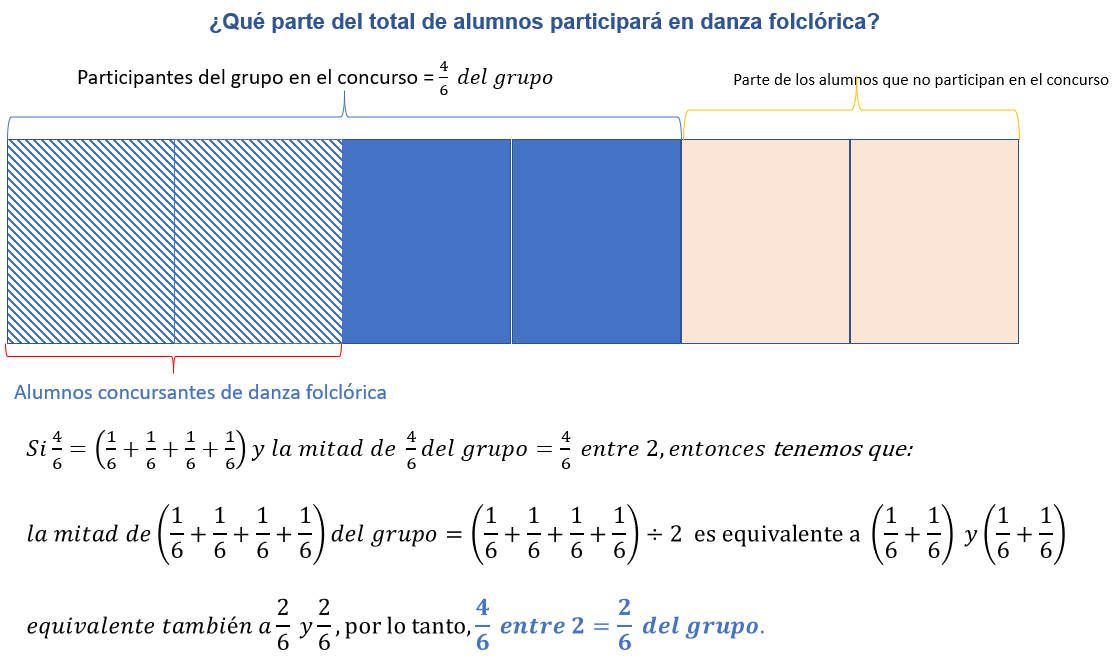 ¿Qué parte del total de alumnos participará en danza folclórica?
Participantes del grupo en el concurso = 4/6 del grupo
Parte de los alumnos que no participan en el concurso
Alumnos concursantes de danza folclórica
Si 4/6 = (1/6 + 1/6 + 1/6 + 1/6) y la mitad de 4/6 del grupo = 4/6 entre 2, entonces tenemos que:
la mitad de (1/6 + 1/6 + 1/6 + 1/6) del grupo = (1/6 + 1/6 + 1/6 + 1/6) ÷ 2 es equivalente a (1/6 + 1/6) y (1/6 + 1/6)
equivalente también a 2/6 y 2/6, por lo tanto, 4/6 entre 2 = 2/6 del grupo.